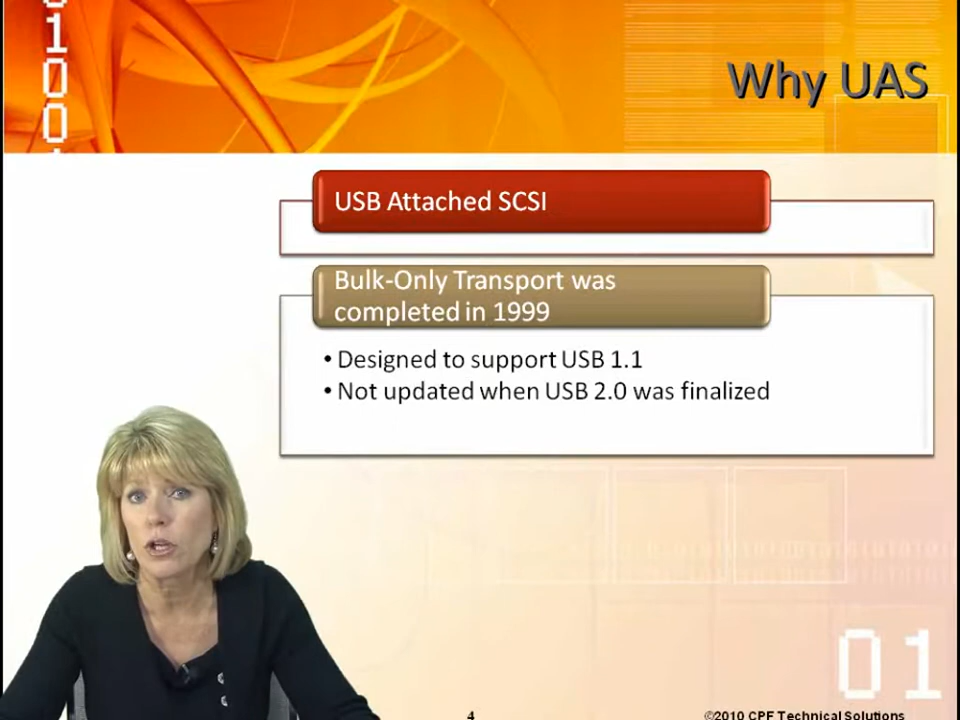 0100
Why UAS
USB Attached SCSI
Bulk-Only Transport was
completed in 1999
• Designed to support USB 1.1
• Not updated when USB 2.0 was finalized
01
4
©2010 CPF Technical Solutions